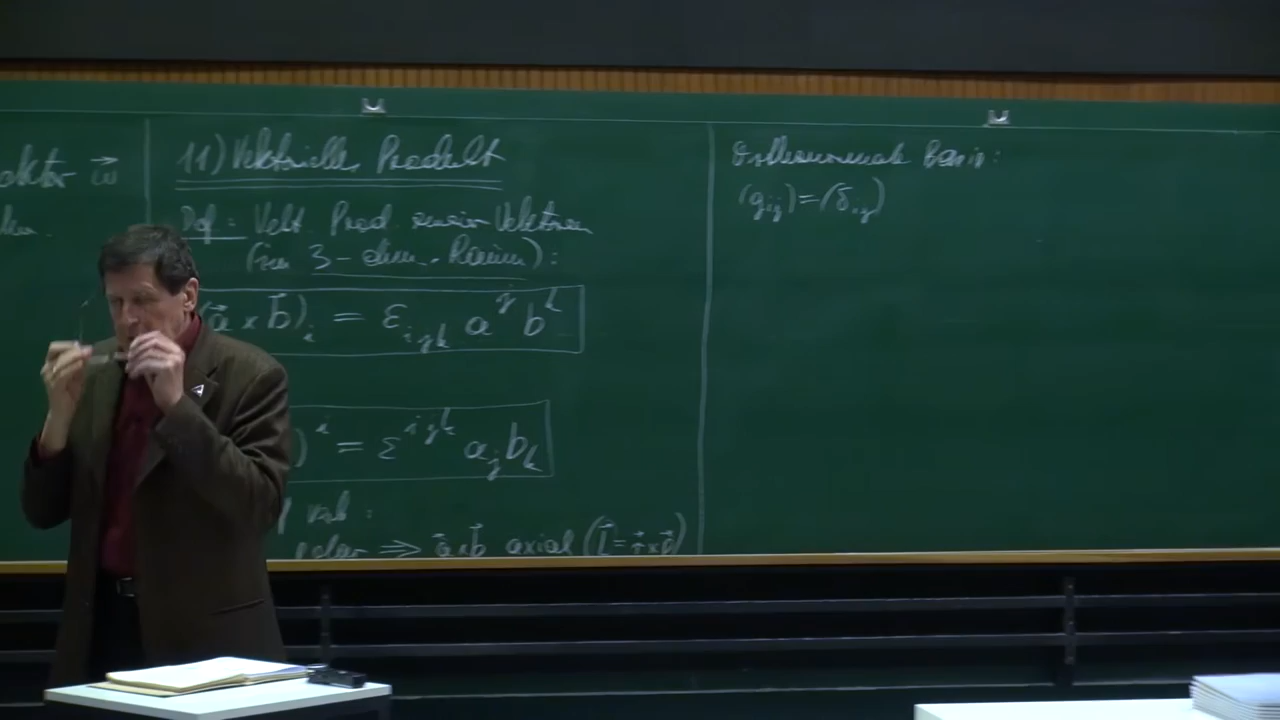 ektor → ω
11) Vektorielles Produkt
Def: Vekt. Prod. zweier Vektoren
(im 3-dim. Raum):
(a⃗ × b⃗)ᵢ = εᵢⱼₖ aʲ bᵏ
)ⁱ = εⁱʲᵏ aⱼ bₖ
polar ⇒ a⃗×b⃗ axial (L⃗ = r⃗×p⃗)
Orthonormale Basis:
(gᵢⱼ) = (δᵢⱼ)